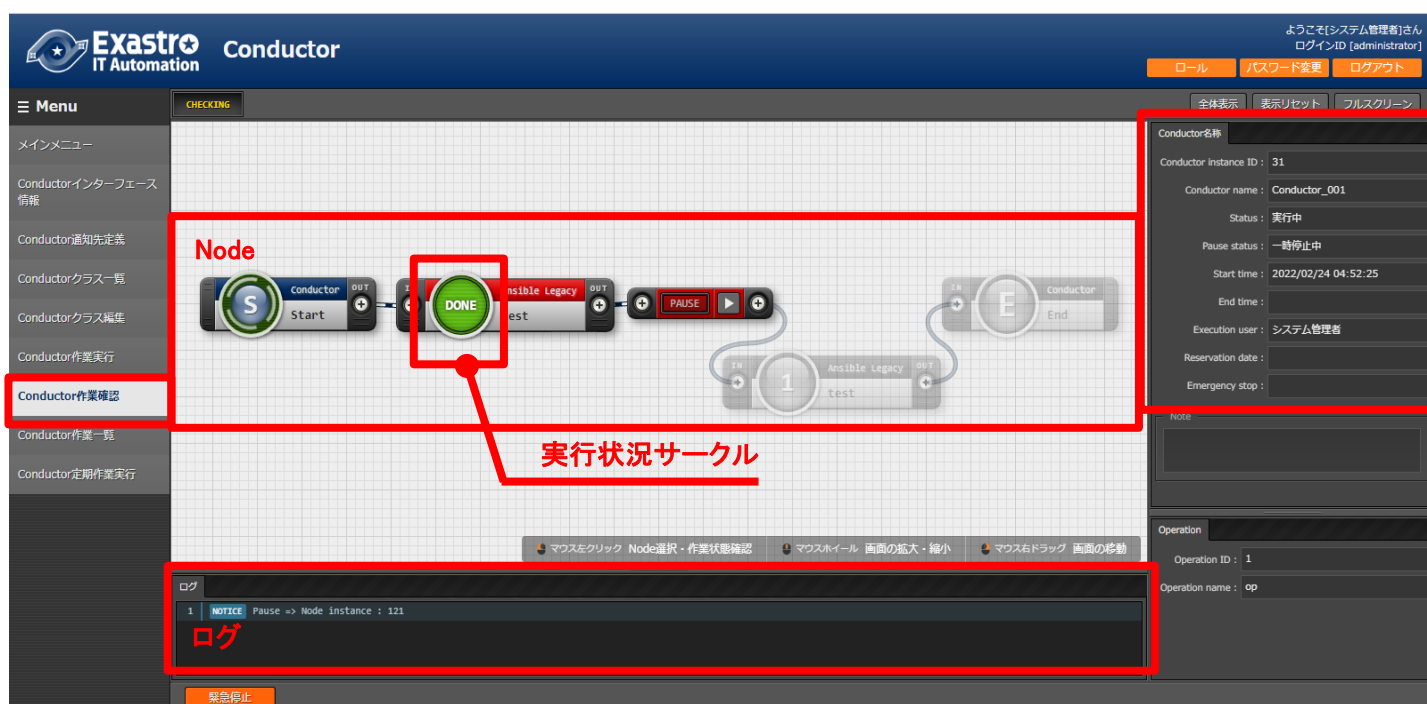 Exastro
IT Automation
Conductor
ようこそ[システム管理者]さん
ログインID [administrator]
ロール
パスワード変更
ログアウト
Menu
CHECKING
全体表示
表示リセット
フルスクリーン
メインメニュー
Conductorインターフェース
情報
Conductor通知先定義
Conductorクラス一覧
Conductorクラス編集
Conductor作業実行
Conductor作業確認
Conductor作業一覧
Conductor定期作業実行
Node
S
Conductor
Start
OUT
DONE
nsible Legacy
est
OUT
PAUSE
IN
1
Ansible Legacy
test
OUT
IN
E
Conductor
End
実行状況サークル
マウス左クリック Node選択・作業状態確認
マウスホイール 画面の拡大・縮小
マウス右ドラッグ 画面の移動
ログ
1 NOTICE Pause => Node instance : 121
ログ
緊急停止
Conductor名称
Conductor instance ID : 31
Conductor name : Conductor_001
Status : 実行中
Pause status : 一時停止中
Start time : 2022/02/24 04:52:25
End time :
Execution user : システム管理者
Reservation date :
Emergency stop :
Note
Operation
Operation ID : 1
Operation name : op